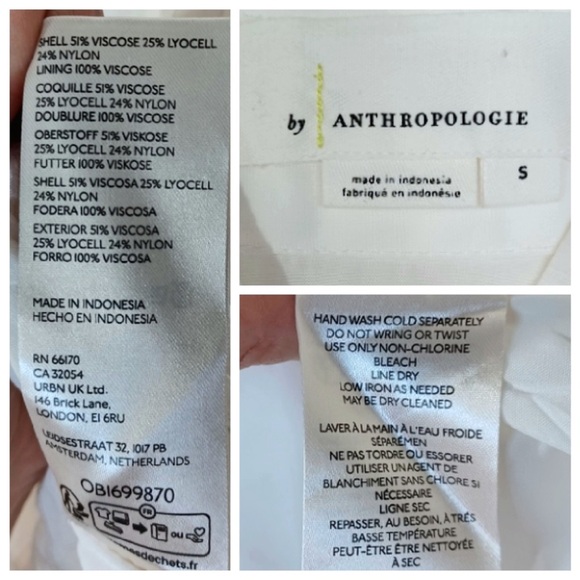 SHELL 51% VISCOSE 25% LYOCELL
24% NYLON
LINING 100% VISCOSE
COQUILLE 51% VISCOSE
25% LYOCELL 24% NYLON
DOUBLURE 100% VISCOSE
OBERSTOFF 51% VISKOSE
25% LYOCELL 24% NYLON
FUTTER 100% VISKOSE
SHELL 51% VISCOSA 25% LYOCELL
24% NYLON
FODERA 100% VISCOSA
EXTERIOR 51% VISCOSA
25% LYOCELL 24% NYLON
FORRO 100% VISCOSA
MADE IN INDONESIA
HECHO EN INDONESIA
RN 66170
CA 32054
URBN UK Ltd.
146 Brick Lane,
LONDON, E1 6RU
LEIDSESTRAAT 32, 1017 PB
AMSTERDAM, NETHERLANDS
OB1699870
FR
OU
sdechets.fr
by ANTHROPOLOGIE
made in indonesia
fabriqué en indonésie
S
HAND WASH COLD SEPARATELY
DO NOT WRING OR TWIST
USE ONLY NON-CHLORINE
BLEACH
LINE DRY
LOW IRON AS NEEDED
MAY BE DRY CLEANED
LAVER À LA MAIN À L'EAU FROIDE
SÉPARÉMEN
NE PAS TORDRE OU ESSORER
UTILISER UN AGENT DE
BLANCHIMENT SANS CHLORE SI
NÉCESSAIRE
LIGNE SEC
REPASSER, AU BESOIN, À TRÉS
BASSE TEMPÉRATURE
PEUT-ÊTRE ÊTRE NETTOYÉE
À SEC